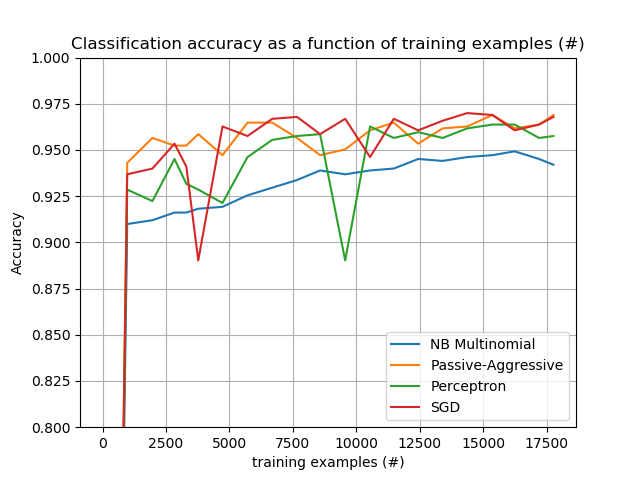 Classification accuracy as a function of training examples (#)
1.000
0.975
0.950
0.925
0.900
0.875
0.850
0.825
0.800
Accuracy
NB Multinomial
Passive-Aggressive
Perceptron
SGD
0 2500 5000 7500 10000 12500 15000 17500
training examples (#)